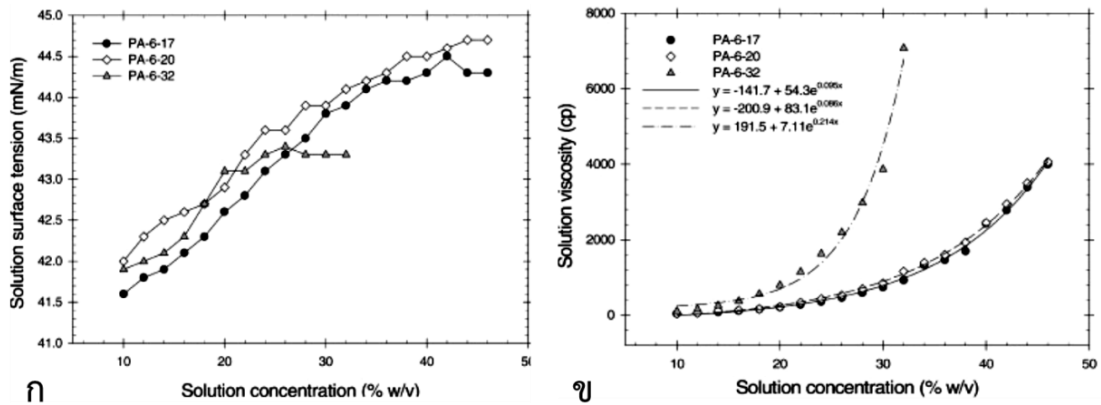 45.0
44.5
44.0
43.5
43.0
42.5
42.0
41.5
41.0
Solution surface tension (mN/m)
PA-6-17
PA-6-20
PA-6-32
10 20 30 40 50
Solution concentration (% w/v)
ก
8000
6000
4000
2000
0
Solution viscosity (cp)
PA-6-17
PA-6-20
PA-6-32
y = -141.7 + 54.3e^0.095x
y = -200.9 + 83.1e^0.086x
y = 191.5 + 7.11e^0.214x
10 20 30 40 50
Solution concentration (% w/v)
ข